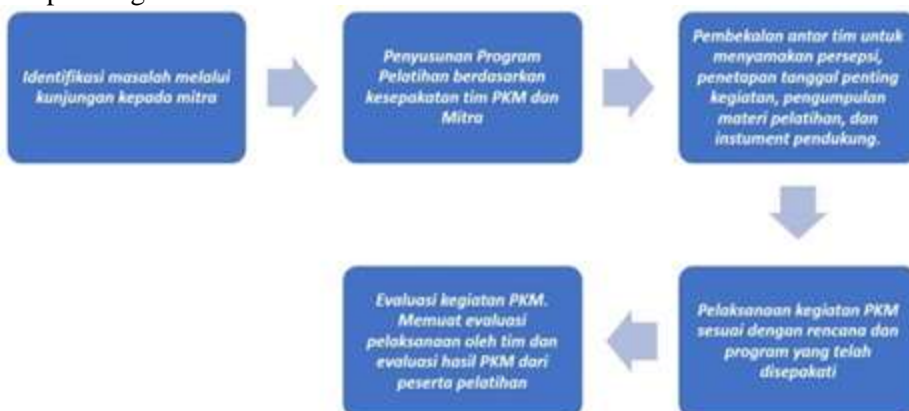 Identifikasi masalah melalui
kunjungan kepada mitra
Penyusunan Program
Pelatihan berdasarkan
kesepakatan tim PKM dan
Mitra
Pembekalan antar tim untuk
menyamakan persepsi,
penetapan tanggal penting
kegiatan, pengumpulan
materi pelatihan, dan
instument pendukung.
Pelaksanaan kegiatan PKM
sesuai dengan rencana dan
program yang telah
disepakati
Evaluasi kegiatan PKM.
Memuat evaluasi
pelaksanaan oleh tim dan
evaluasi hasil PKM dari
peserta pelatihan